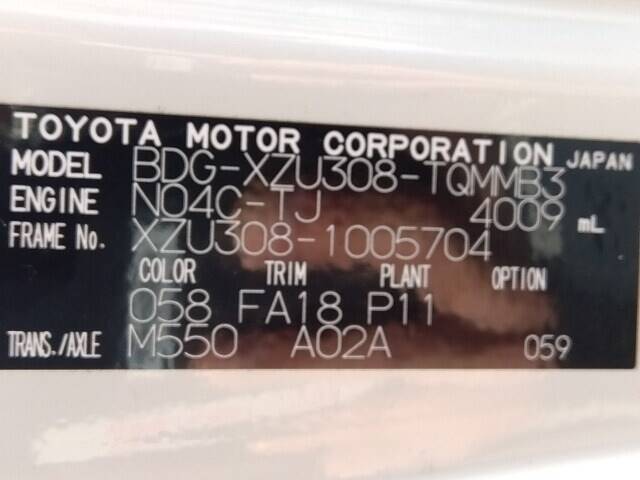 TOYOTA MOTOR CORPORATION JAPAN
MODEL BDG-XZU308-TQMMB3
ENGINE N04C-TJ 4009 mL
FRAME No. XZU308-1005704
COLOR TRIM PLANT OPTION
058 FA18 P11
TRANS./AXLE M550 A02A 059